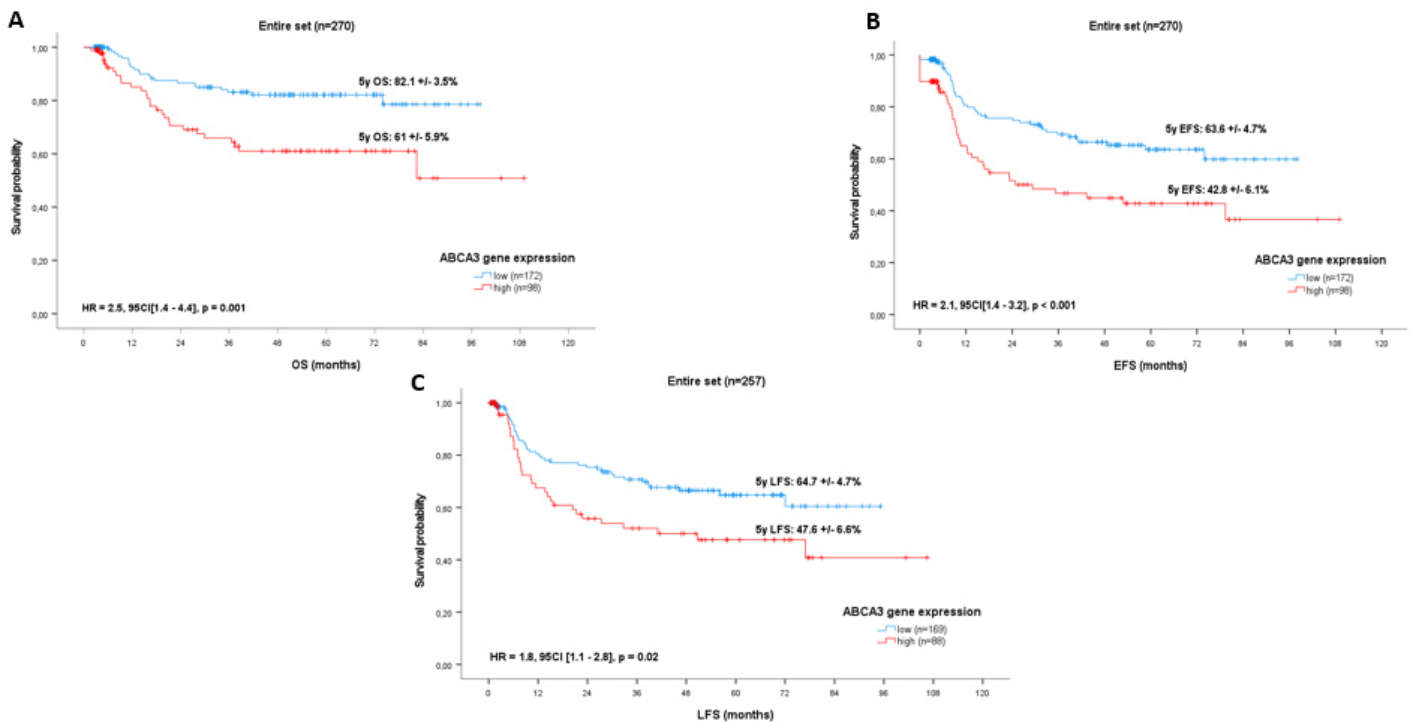 A
Entire set (n=270)
1,00
0,80
0,60
0,40
0,20
0,00
Survival probability
5y OS: 82.1 +/- 3.5%
5y OS: 61 +/- 5.9%
ABCA3 gene expression
low (n=172)
high (n=98)
HR = 2.5, 95CI[1.4 - 4.4], p = 0.001
0 12 24 36 48 60 72 84 96 108 120
OS (months)
B
Entire set (n=270)
1,00
0,80
0,60
0,40
0,20
0,00
Survival probability
5y EFS: 63.6 +/- 4.7%
5y EFS: 42.8 +/- 6.1%
ABCA3 gene expression
low (n=172)
high (n=98)
HR = 2.1, 95CI[1.4 - 3.2], p < 0.001
0 12 24 36 48 60 72 84 96 108 120
EFS (months)
C
Entire set (n=257)
1,00
0,80
0,60
0,40
0,20
0,00
Survival probability
5y LFS: 64.7 +/- 4.7%
5y LFS: 47.6 +/- 6.6%
ABCA3 gene expression
low (n=169)
high (n=88)
HR = 1.8, 95CI [1.1 - 2.8], p = 0.02
0 12 24 36 48 60 72 84 96 108 120
LFS (months)